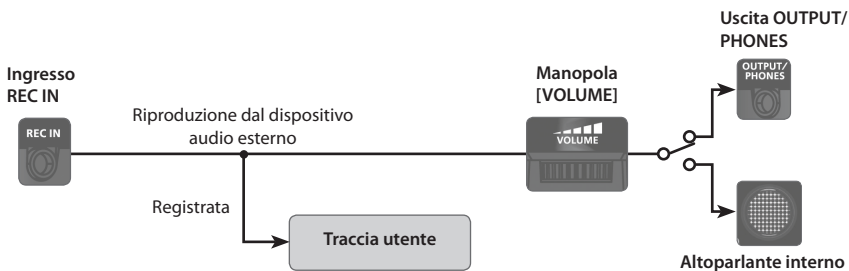 Uscita OUTPUT/
PHONES
OUTPUT/
PHONES
Ingresso
REC IN
REC IN
Riproduzione dal dispositivo
audio esterno
Manopola
[VOLUME]
VOLUME
Registrata
Traccia utente
Altoparlante interno